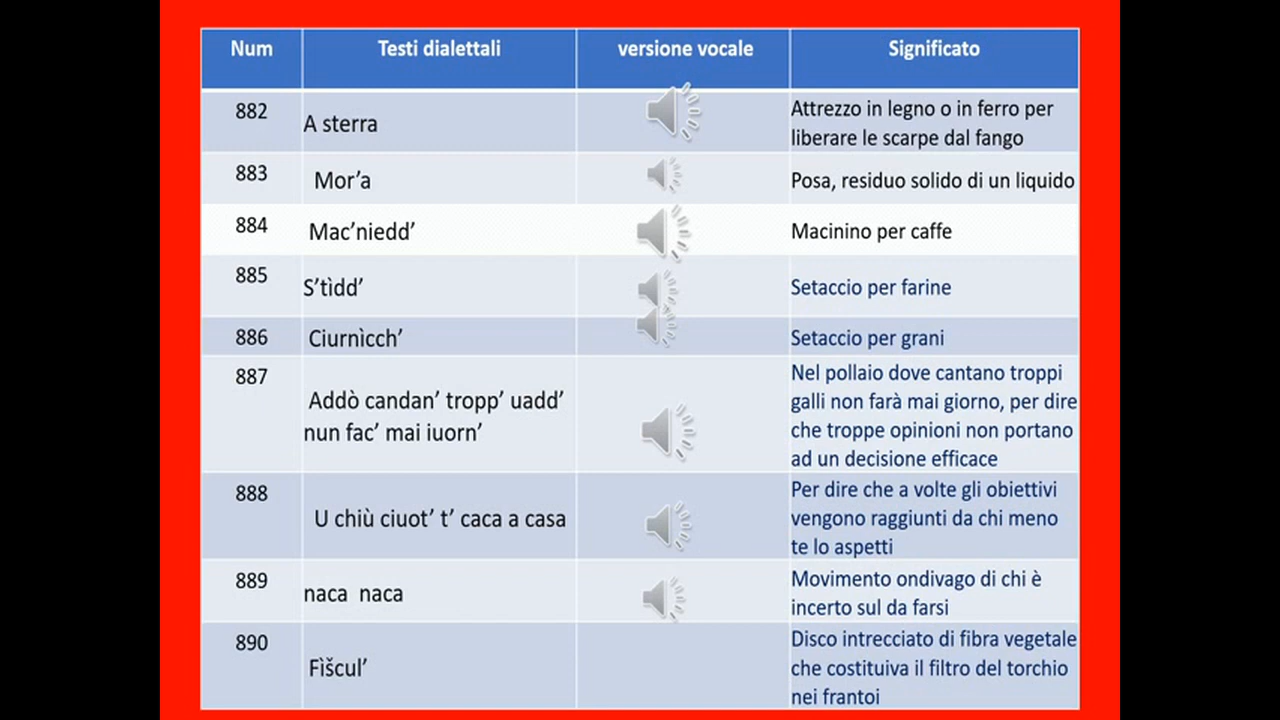 Num Testi dialettali versione vocale Significato
882 A sterra Attrezzo in legno o in ferro per
liberare le scarpe dal fango
883 Mor’a Posa, residuo solido di un liquido
884 Mac’niedd’ Macinino per caffe
885 S’tìdd’ Setaccio per farine
886 Ciurnìcch’ Setaccio per grani
887 Addò candan’ tropp’ uadd’
nun fac’ mai iuorn’
Nel pollaio dove cantano troppi
galli non farà mai giorno, per dire
che troppe opinioni non portano
ad un decisione efficace
888 U chiù ciuot’ t’ caca a casa
Per dire che a volte gli obiettivi
vengono raggiunti da chi meno
te lo aspetti
889 naca naca
Movimento ondivago di chi è
incerto sul da farsi
890 Fìšcul’
Disco intrecciato di fibra vegetale
che costituiva il filtro del torchio
nei frantoi